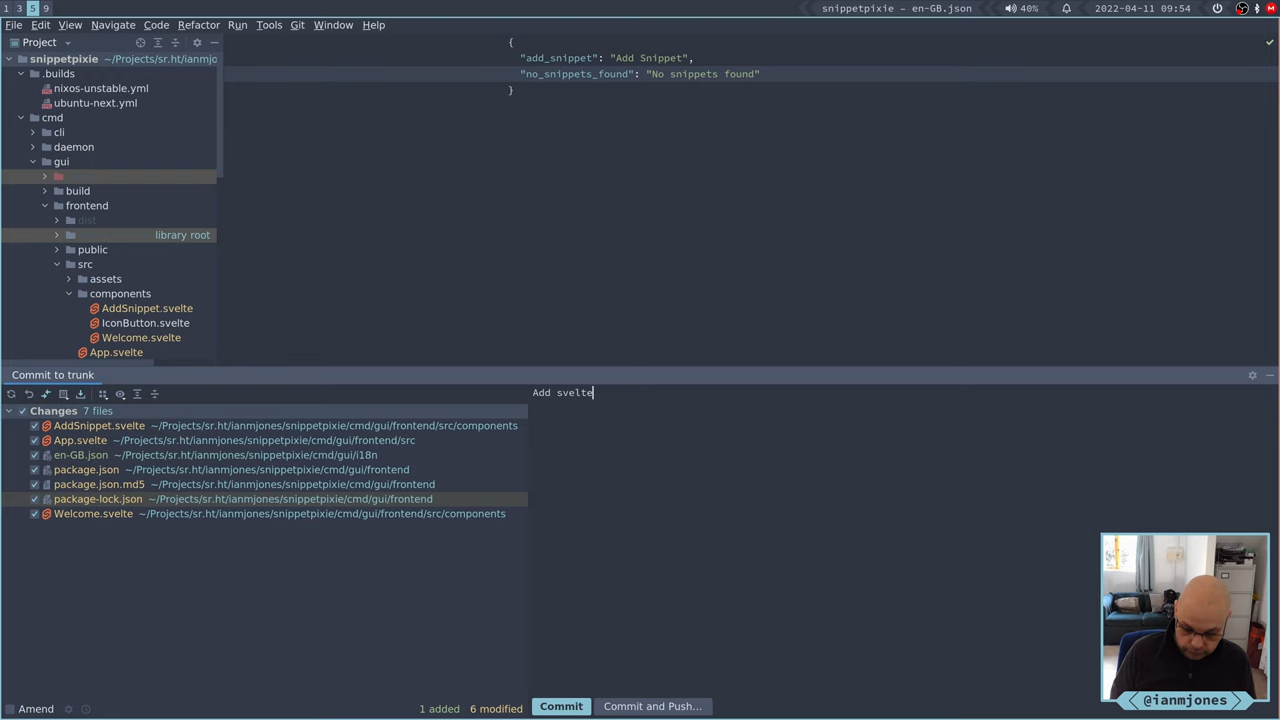 1 3 5 9
snippetpixie – en-GB.json
40%
2022-04-11
09:54
File Edit View Navigate Code Refactor Run Tools Git Window Help
Project
snippetpixie ~/Projects/sr.ht/ianmjo
.builds
nixos-unstable.yml
ubuntu-next.yml
cmd
cli
daemon
gui
build
frontend
dist
library root
public
src
assets
components
AddSnippet.svelte
IconButton.svelte
Welcome.svelte
App.svelte
{
"add_snippet": "Add Snippet",
"no_snippets_found": "No snippets found"
}
Commit to trunk
Changes 7 files
AddSnippet.svelte ~/Projects/sr.ht/ianmjones/snippetpixie/cmd/gui/frontend/src/components
App.svelte ~/Projects/sr.ht/ianmjones/snippetpixie/cmd/gui/frontend/src
en-GB.json ~/Projects/sr.ht/ianmjones/snippetpixie/cmd/gui/i18n
package.json ~/Projects/sr.ht/ianmjones/snippetpixie/cmd/gui/frontend
package.json.md5 ~/Projects/sr.ht/ianmjones/snippetpixie/cmd/gui/frontend
package-lock.json ~/Projects/sr.ht/ianmjones/snippetpixie/cmd/gui/frontend
Welcome.svelte ~/Projects/sr.ht/ianmjones/snippetpixie/cmd/gui/frontend/src/components
Add svelte
Amend
1 added 6 modified
Commit
Commit and Push...
@ianmjones